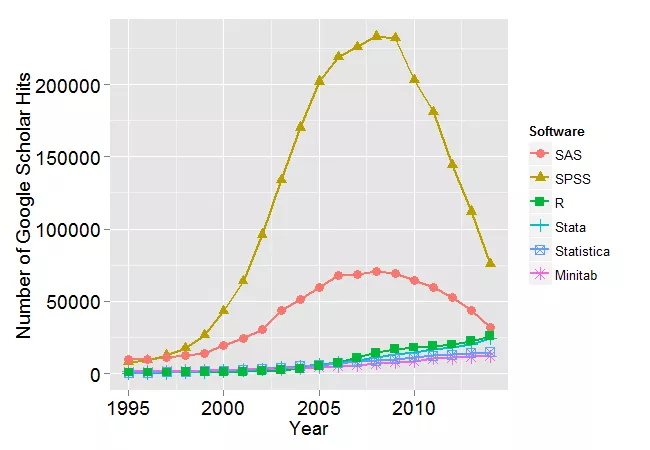 Number of Google Scholar Hits
200000
150000
100000
50000
0
1995
2000
2005
2010
Year
Software
SAS
SPSS
R
Stata
Statistica
Minitab